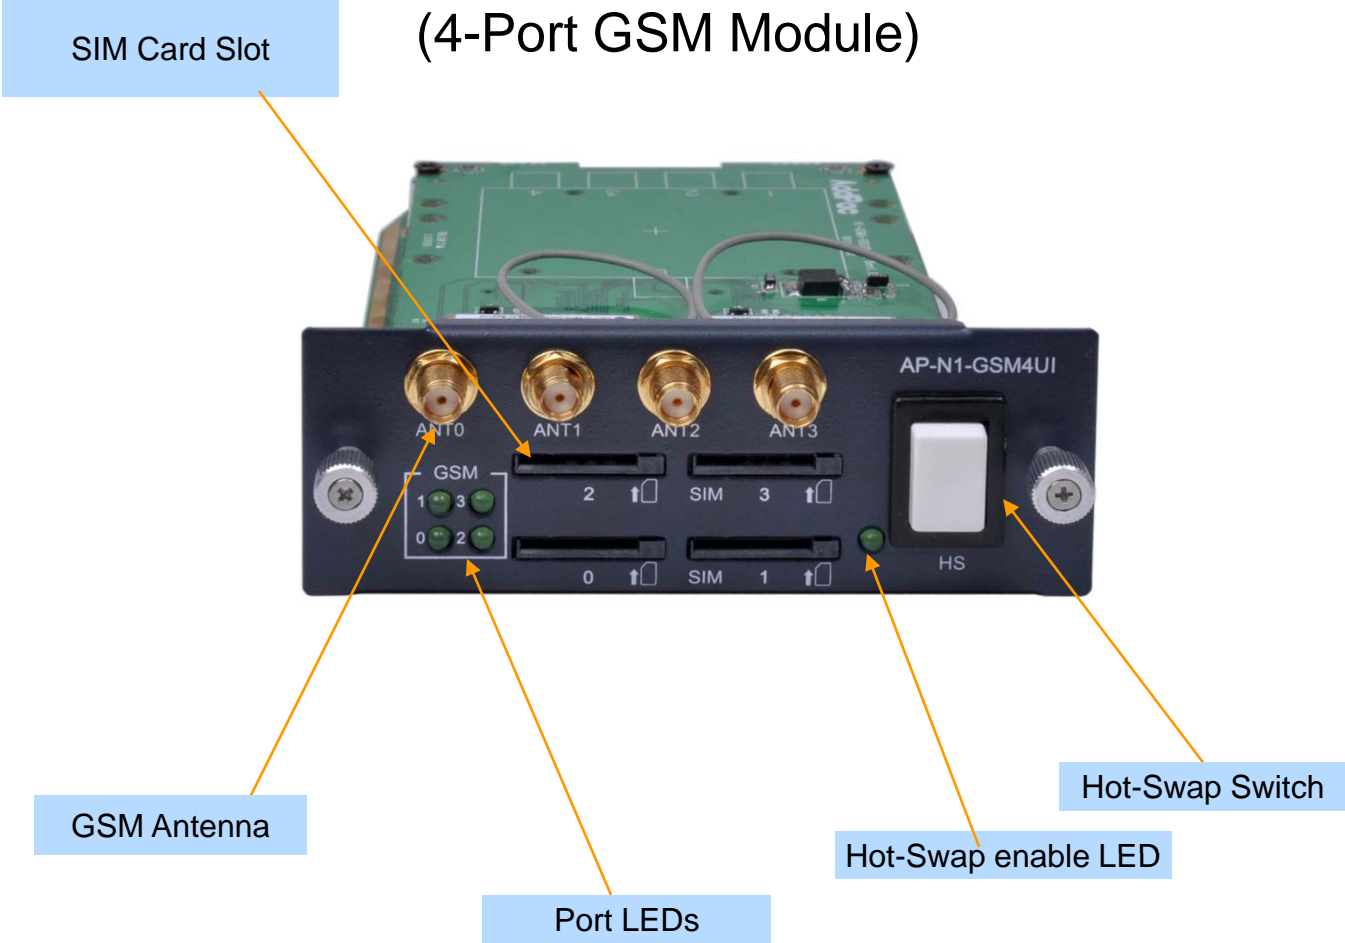 (4-Port GSM Module)
SIM Card Slot
AddPac
AP-N1-GSM4UI
ANT0 ANT1 ANT2 ANT3
GSM
1 3
0 2
2 SIM 3
0 SIM 1
HS
Hot-Swap Switch
GSM Antenna
Hot-Swap enable LED
Port LEDs